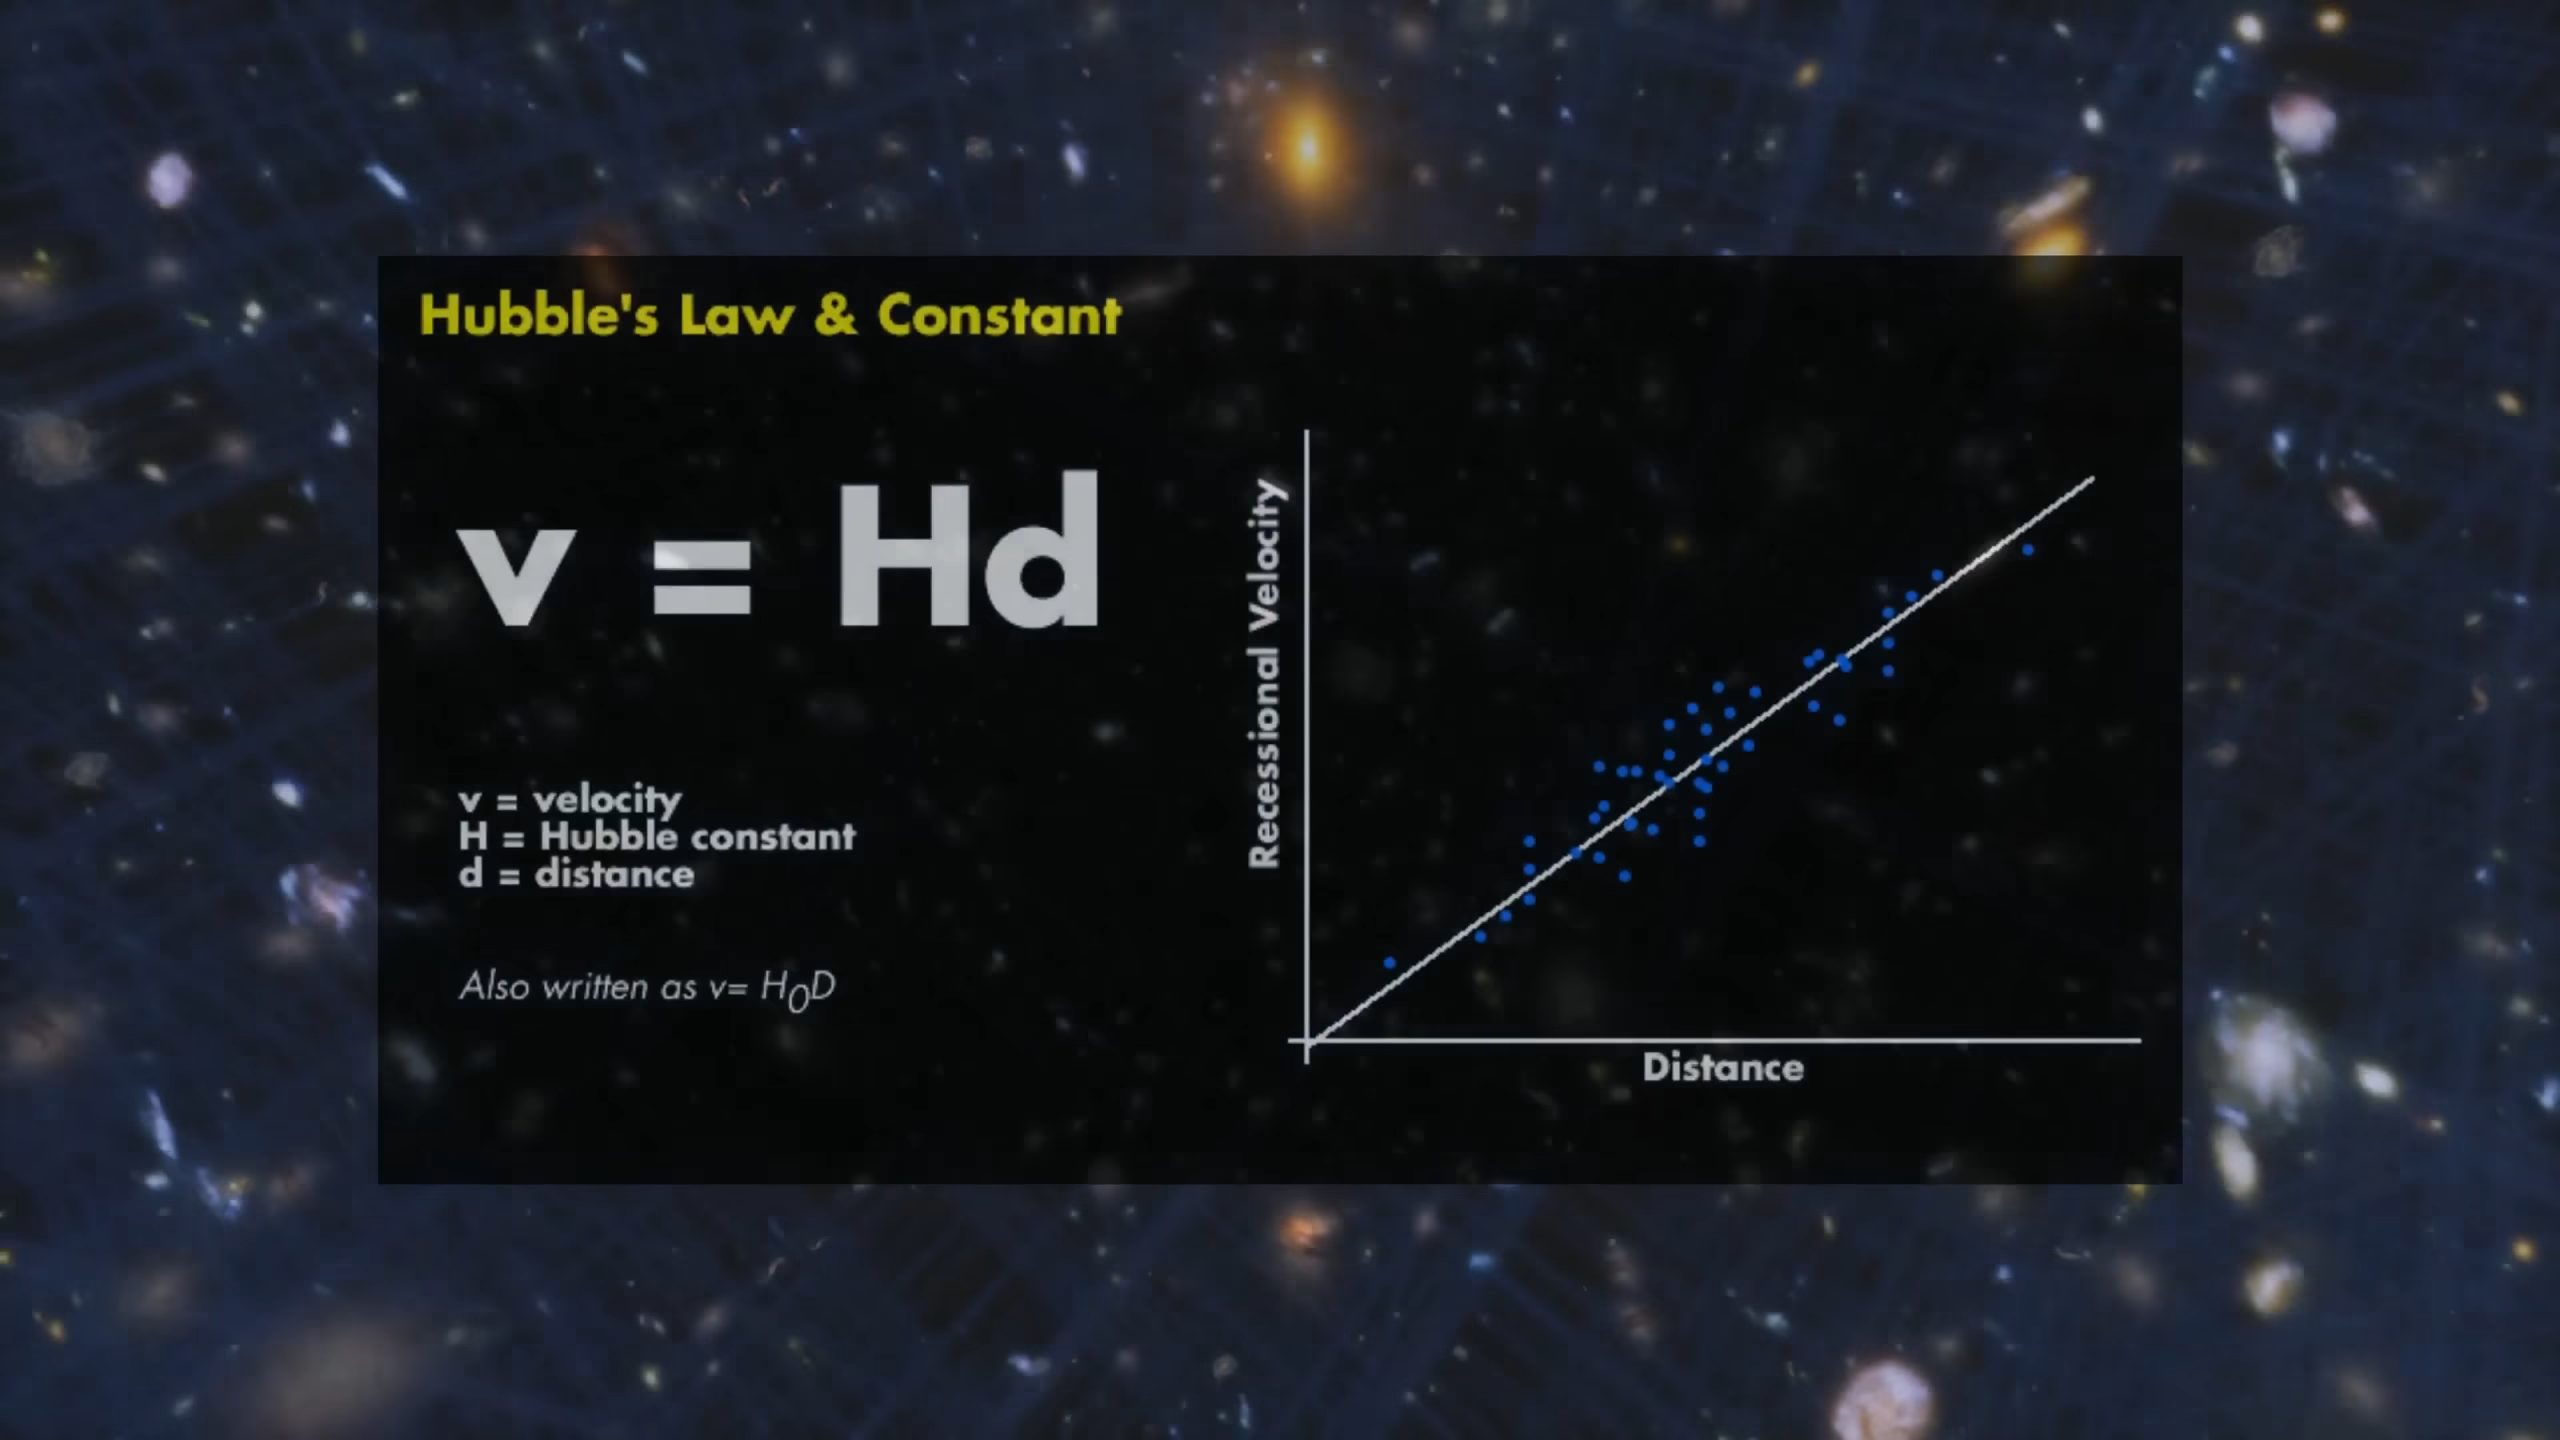 Hubble's Law & Constant
v = Hd
v = velocity
H = Hubble constant
d = distance
Also written as v= H₀D
Recessional Velocity
Distance